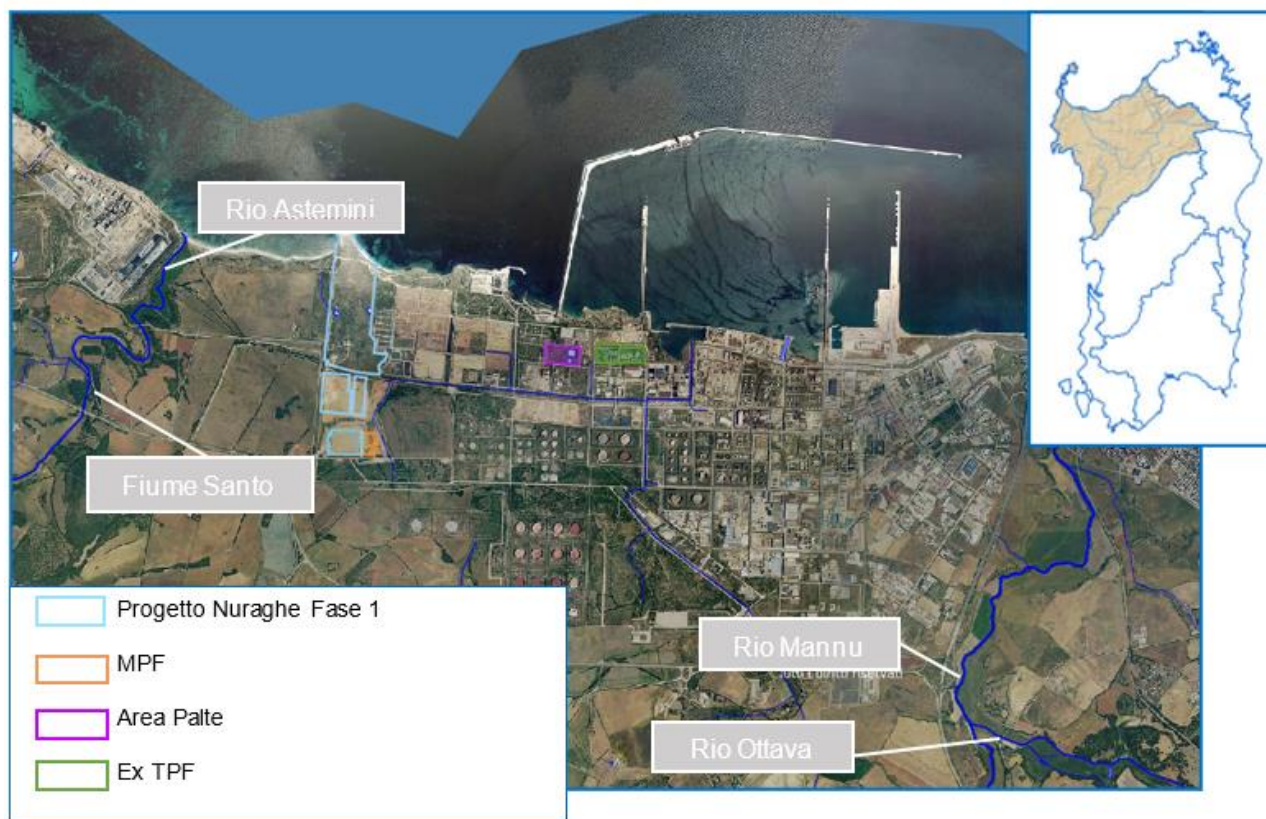 Rio Astemini
Fiume Santo
Progetto Nuraghe Fase 1
MPF
Area Palte
Ex TPF
Rio Mannu
Rio Ottava